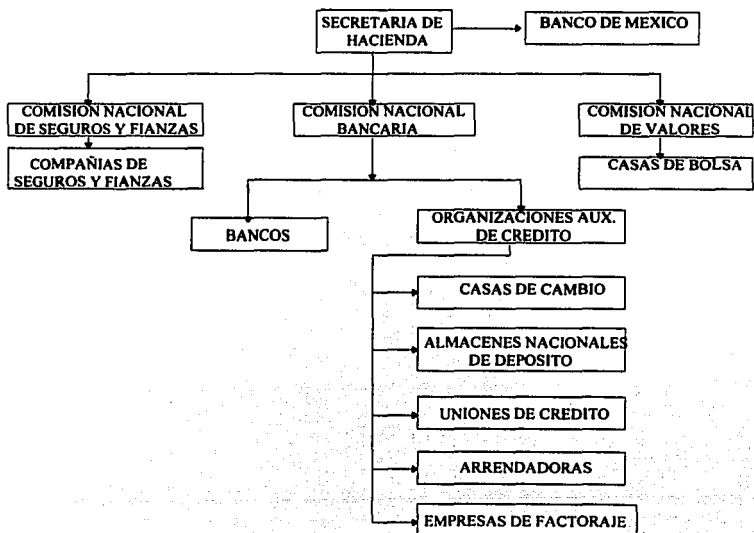 SECRETARIA DE
HACIENDA
BANCO DE MEXICO
COMISION NACIONAL
DE SEGUROS Y FIANZAS
COMISION NACIONAL
BANCARIA
COMISION NACIONAL
DE VALORES
COMPAÑIAS DE
SEGUROS Y FIANZAS
CASAS DE BOLSA
BANCOS
ORGANIZACIONES AUX.
DE CREDITO
CASAS DE CAMBIO
ALMACENES NACIONALES
DE DEPOSITO
UNIONES DE CREDITO
ARRENDADORAS
EMPRESAS DE FACTORAJE